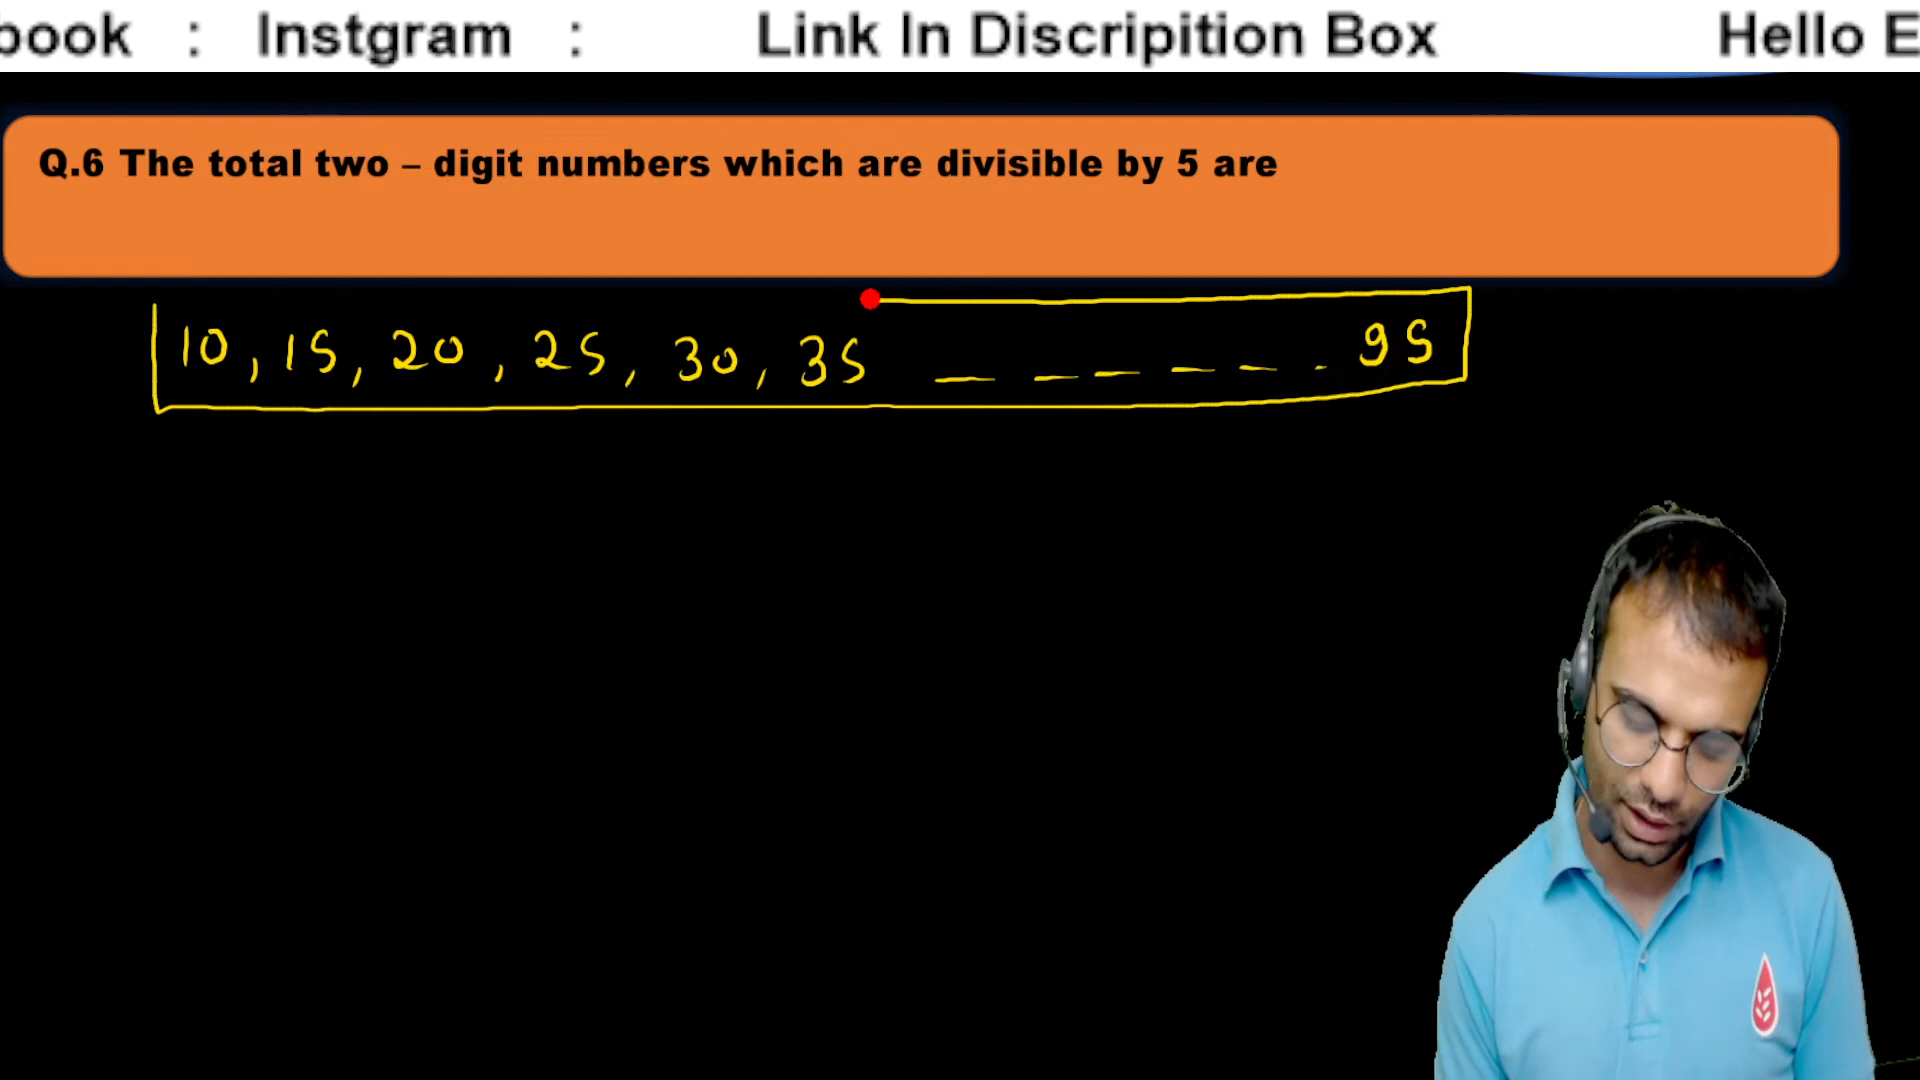 book : Instgram : Link In Discripition Box Hello E
Q.6 The total two – digit numbers which are divisible by 5 are
10, 15, 20, 25, 30, 35 _ _ _ _ _ . 95